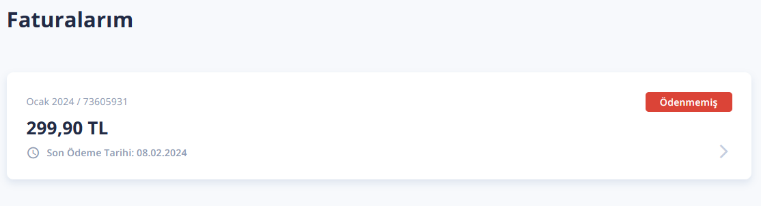 Faturalarım
Ocak 2024 / 73605931
Ödenmemiş
299,90 TL
Son Ödeme Tarihi: 08.02.2024